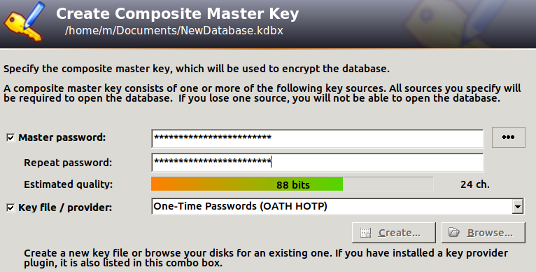 Create Composite Master Key
/home/m/Documents/NewDatabase.kdbx
Specify the composite master key, which will be used to encrypt the database.
A composite master key consists of one or more of the following key sources. All sources you specify will
be required to open the database. If you lose one source, you will not be able to open the database.
Master password: ************************
Repeat password: ************************
Estimated quality: 88 bits 24 ch.
Key file / provider: One-Time Passwords (OATH HOTP)
Create... Browse...
Create a new key file or browse your disks for an existing one. If you have installed a key provider
plugin, it is also listed in this combo box.